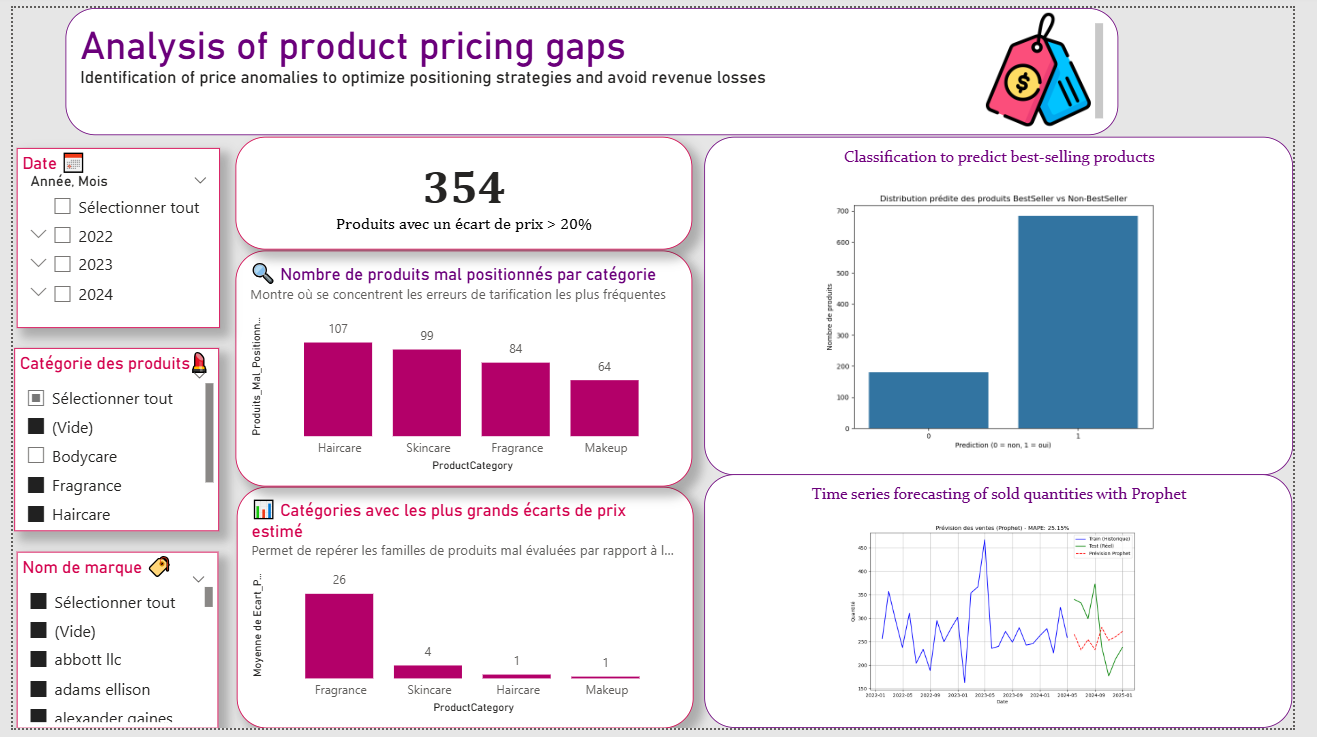 Analysis of product pricing gaps
Identification of price anomalies to optimize positioning strategies and avoid revenue losses
Date
Année, Mois
Sélectionner tout
2022
2023
2024
Catégorie des produits
Sélectionner tout
(Vide)
Bodycare
Fragrance
Haircare
Nom de marque
Sélectionner tout
(Vide)
abbott llc
adams ellison
alexander gaines
354
Produits avec un écart de prix > 20%
Nombre de produits mal positionnés par catégorie
Montre où se concentrent les erreurs de tarification les plus fréquentes
Produits_Mal_Positionn...
107
99
84
64
Haircare
Skincare
Fragrance
Makeup
ProductCategory
Catégories avec les plus grands écarts de prix
estimé
Permet de repérer les familles de produits mal évaluées par rapport à l...
Moyenne de Ecart_P...
26
4
1
1
Fragrance
Skincare
Haircare
Makeup
ProductCategory
Classification to predict best-selling products
Distribution prédite des produits BestSeller vs Non-BestSeller
Nombre de produits
700
600
500
400
300
200
100
0
0
1
Prediction (0 = non, 1 = oui)
Time series forecasting of sold quantities with Prophet
Prévision des ventes (Prophet) - MAPE: 25.15%
Train (Historique)
Test (Réel)
Prévision Prophet
Quantité
450
400
350
300
250
200
150
2022-01
2022-05
2022-09
2023-01
2023-05
2023-09
2024-01
2024-05
2024-09
2025-01
Date